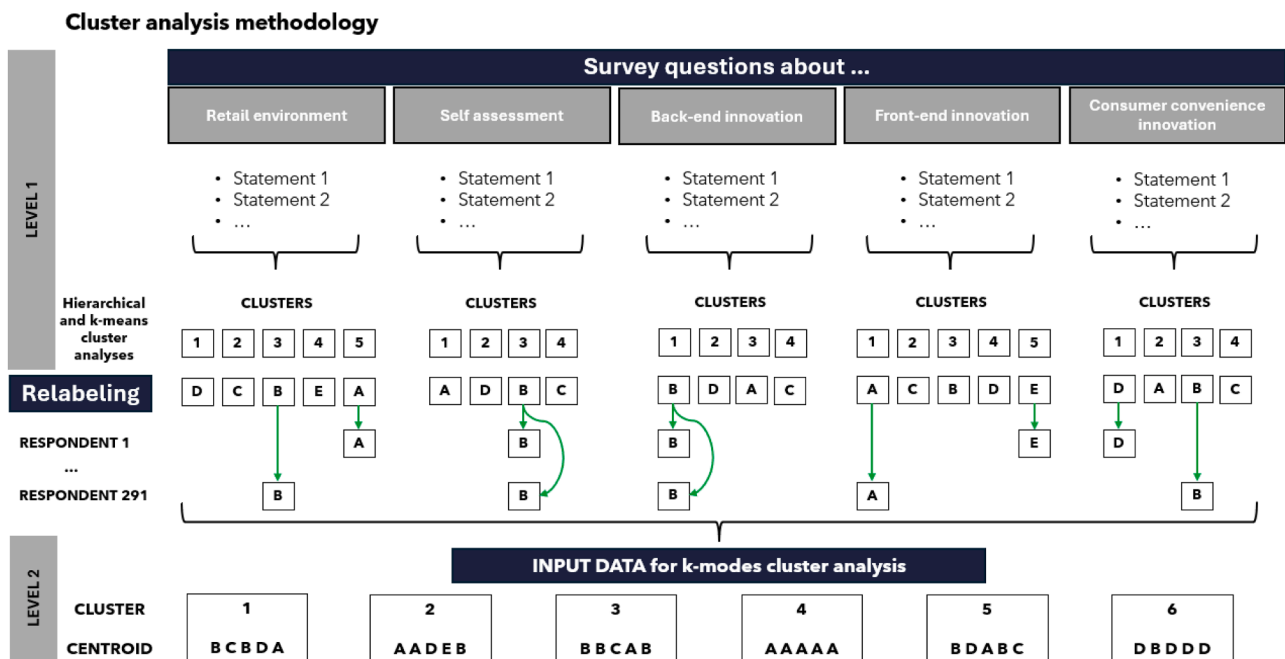 Cluster analysis methodology
LEVEL 1
Survey questions about ...
Retail environment
Self assessment
Back-end innovation
Front-end innovation
Consumer convenience
innovation
• Statement 1
• Statement 2
• ...
• Statement 1
• Statement 2
• ...
• Statement 1
• Statement 2
• ...
• Statement 1
• Statement 2
• ...
• Statement 1
• Statement 2
• ...
Hierarchical
and k-means
cluster
analyses
CLUSTERS
CLUSTERS
CLUSTERS
CLUSTERS
CLUSTERS
1 2 3 4 5
1 2 3 4
1 2 3 4
1 2 3 4 5
1 2 3 4
Relabeling
D C B E A
A D B C
B D A C
A C B D E
D A B C
RESPONDENT 1
A
B
B
E
D
...
RESPONDENT 291
B
B
B
A
B
LEVEL 2
INPUT DATA for k-modes cluster analysis
CLUSTER
1
2
3
4
5
6
CENTROID
B C B D A
A A D E B
B B C A B
A A A A A
B D A B C
D B D D D